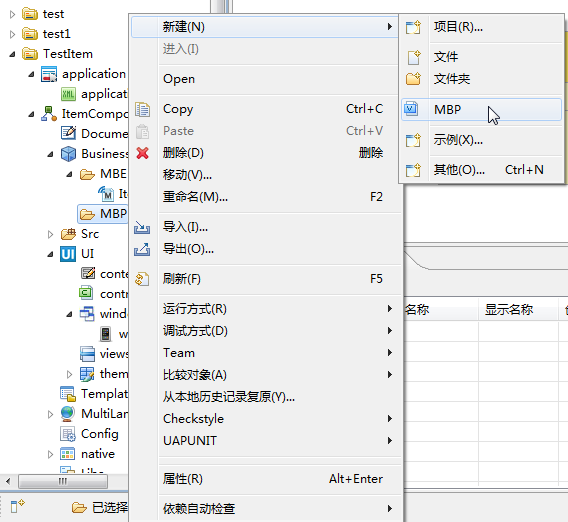 test
test1
TestItem
application
applicat
ItemCompo
Docume
Business
MBE
Ite
MBP
Src
UI
conte
contr
windo
w
views
them
Templat
MultiLan
Config
native
Libs
已选择
新建(N)
进入(I)
Open
Copy Ctrl+C
Paste Ctrl+V
删除(D) 删除
移动(V)...
重命名(M)... F2
导入(I)...
导出(O)...
刷新(F) F5
运行方式(R)
调试方式(D)
Team
比较对象(A)
从本地历史记录复原(Y)...
Checkstyle
UAPUNIT
属性(R) Alt+Enter
依赖自动检查
项目(R)...
文件
文件夹
MBP
示例(X)...
其他(O)... Ctrl+N
名称 显示名称